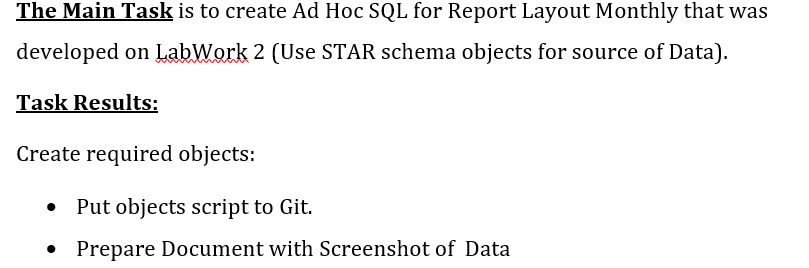 The Main Task is to create Ad Hoc SQL for Report Layout Monthly that was
developed on LabWork 2 (Use STAR schema objects for source of Data).
Task Results:
Create required objects:
• Put objects script to Git.
• Prepare Document with Screenshot of Data